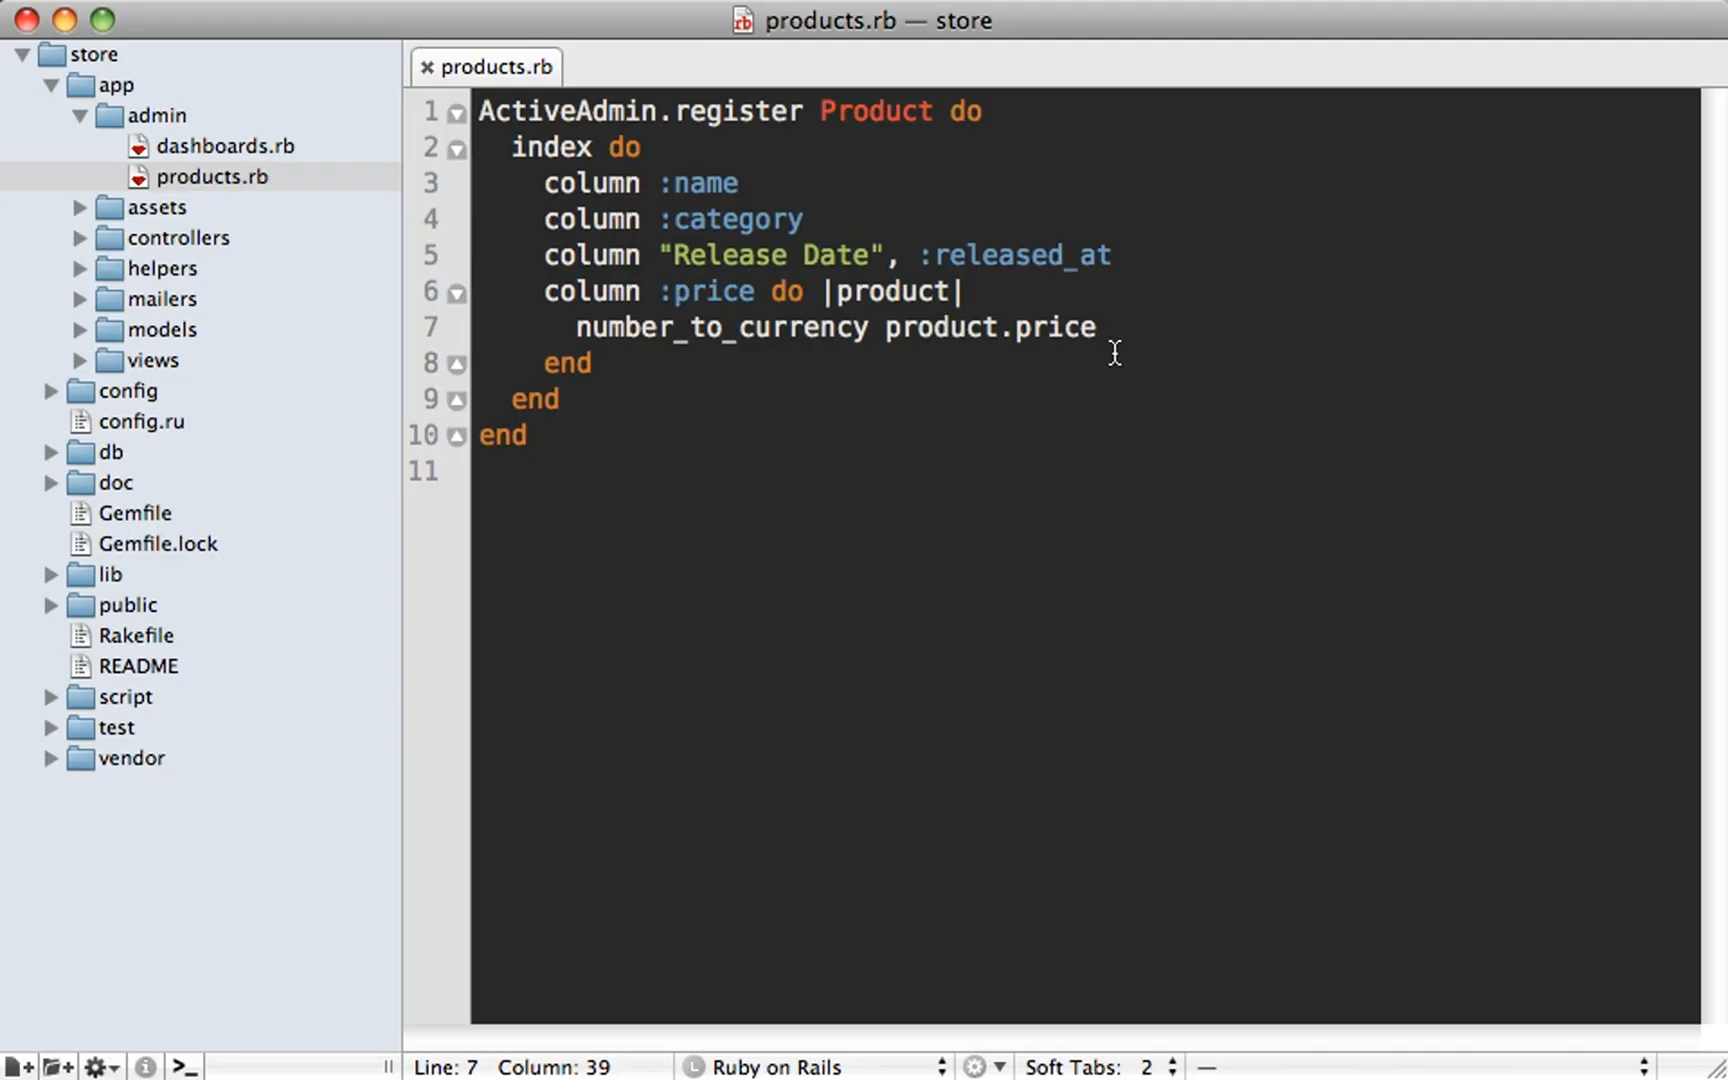 products.rb — store
store
app
admin
dashboards.rb
products.rb
assets
controllers
helpers
mailers
models
views
config
config.ru
db
doc
Gemfile
Gemfile.lock
lib
public
Rakefile
README
script
test
vendor
products.rb
1 ActiveAdmin.register Product do
2   index do
3     column :name
4     column :category
5     column "Release Date", :released_at
6     column :price do |product|
7       number_to_currency product.price
8     end
9   end
10 end
11
Line: 7 Column: 39 L Ruby on Rails Soft Tabs: 2 —